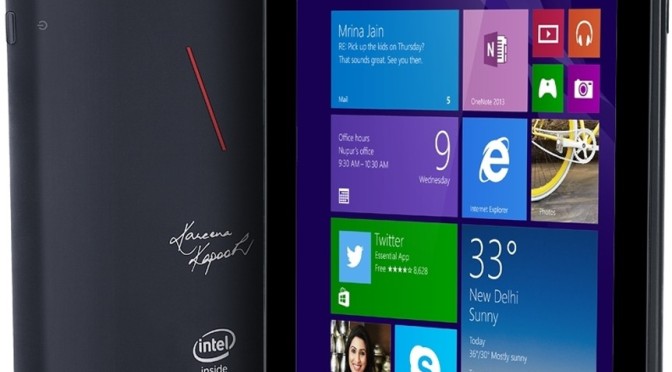 Kareena
Kapoor
intel
inside
Mrina Jain
RE: Pick up the kids on Thursday?
That sounds great. See you then.
Mail
5
OneNote 2013
Office hours
Nupur's office
9:30 AM – 10:30 AM
9
Wednesday
Internet Explorer
Photos
Twitter
Essential App
Free ★★★★☆ 8,628
33°
New Delhi
Sunny
Today
36°/30° Mostly sunny